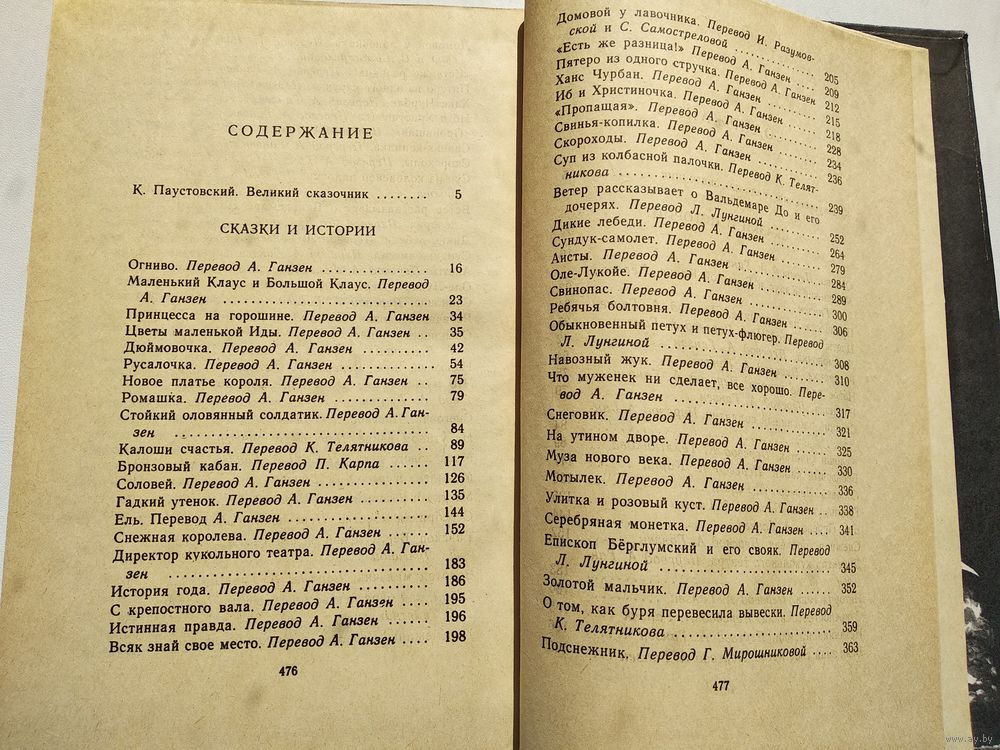 СОДЕРЖАНИЕ
К. Паустовский. Великий сказочник ........ 5
СКАЗКИ И ИСТОРИИ
Огниво. Перевод А. Ганзен .............. 16
Маленький Клаус и Большой Клаус. Перевод
А. Ганзен ........................ 23
Принцесса на горошине. Перевод А. Ганзен 34
Цветы маленькой Иды. Перевод А. Ганзен .. 35
Дюймовочка. Перевод А. Ганзен .......... 42
Русалочка. Перевод А. Ганзен ............ 54
Новое платье короля. Перевод А. Ганзен .. 75
Ромашка. Перевод А. Ганзен ............ 79
Стойкий оловянный солдатик. Перевод А. Ган-
зен .............................. 84
Калоши счастья. Перевод К. Телятникова .. 89
Бронзовый кабан. Перевод П. Карпа ...... 117
Соловей. Перевод А. Ганзен .............. 126
Гадкий утенок. Перевод А. Ганзен ........ 135
Ель. Перевод А. Ганзен ................ 144
Снежная королева. Перевод А. Ганзен ...... 152
Директор кукольного театра. Перевод А. Ган-
зен .............................. 183
История года. Перевод А. Ганзен .......... 186
С крепостного вала. Перевод А. Ганзен .... 195
Истинная правда. Перевод А. Ганзен ...... 196
Всяк знай свое место. Перевод А. Ганзен .... 198
476
Домовой у лавочника. Перевод И. Разумов-
ской и С. Самостреловой ............ 205
«Есть же разница!» Перевод А. Ганзен .... 209
Пятеро из одного стручка. Перевод А. Ганзен 212
Ханс Чурбан. Перевод А. Ганзен ........ 215
Иб и Христиночка. Перевод А. Ганзен ...... 218
«Пропащая». Перевод А. Ганзен .......... 228
Свинья-копилка. Перевод А. Ганзен ...... 234
Скороходы. Перевод А. Ганзен .......... 236
Суп из колбасной палочки. Перевод К. Телят-
никова .......................... 239
Ветер рассказывает о Вальдемаре До и его
дочерях. Перевод Л. Лунгиной ........ 252
Дикие лебеди. Перевод А. Ганзен ........ 264
Сундук-самолет. Перевод А. Ганзен ...... 279
Аисты. Перевод А. Ганзен .............. 284
Оле-Лукойе. Перевод А. Ганзен .......... 289
Свинопас. Перевод А. Ганзен ............ 300
Ребячья болтовня. Перевод А. Ганзен ...... 306
Обыкновенный петух и петух-флюгер. Перевод
Л. Лунгиной ...................... 308
Навозный жук. Перевод А. Ганзен ........ 310
Что муженек ни сделает, все хорошо. Пере-
вод А. Ганзен .................... 317
Снеговик. Перевод А. Ганзен ............ 321
На утином дворе. Перевод А. Ганзен ...... 325
Муза нового века. Перевод А. Ганзен ...... 330
Мотылек. Перевод А. Ганзен ............ 336
Улитка и розовый куст. Перевод А. Ганзен .. 338
Серебряная монетка. Перевод А. Ганзен .... 341
Епископ Бёрглумский и его свояк. Перевод
Л. Лунгиной ...................... 345
Золотой мальчик. Перевод А. Ганзен ...... 352
О том, как буря перевесила вывески. Перевод
К. Телятникова .................... 359
Подснежник. Перевод Г. Мирошниковой .... 363
477
www.ay.by